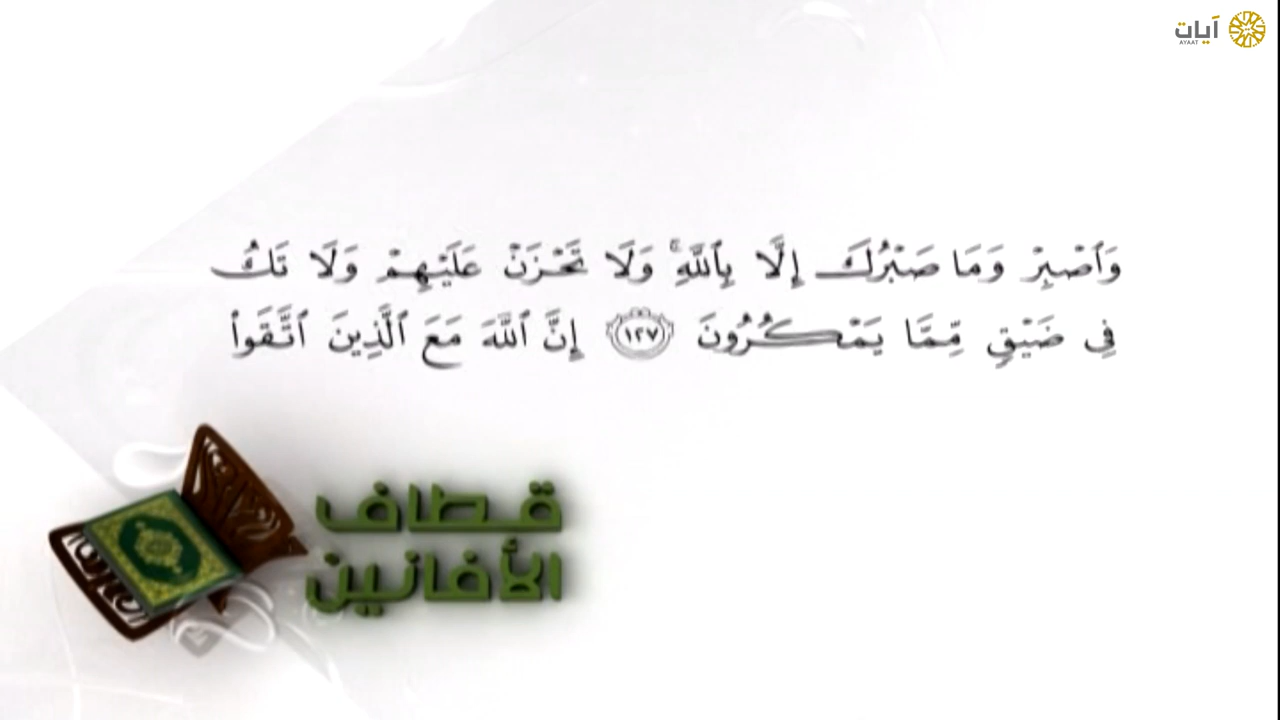 آيات
AYAAT
وَٱصْبِرْ وَمَا صَبْرُكَ إِلَّا بِٱللَّهِۚ وَلَا تَحْزَنْ عَلَيْهِمْ وَلَا تَكُ
فِى ضَيْقٍ مِّمَّا يَمْكُرُونَ ١٢٧ إِنَّ ٱللَّهَ مَعَ ٱلَّذِينَ ٱتَّقَوا۟
قطاف
الأفانين